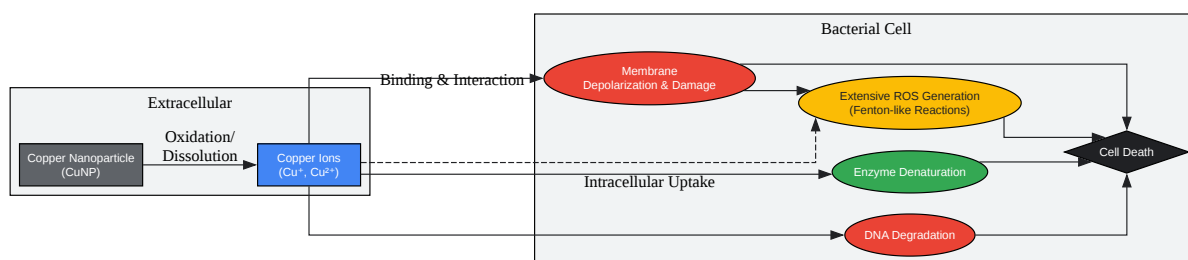 Bacterial Cell
Extracellular
Copper Nanoparticle
(CuNP)
Oxidation/
Dissolution
Copper Ions
(Cu⁺, Cu²⁺)
Binding & Interaction
Membrane
Depolarization & Damage
Extensive ROS Generation
(Fenton-like Reactions)
Intracellular Uptake
Enzyme Denaturation
DNA Degradation
Cell Death